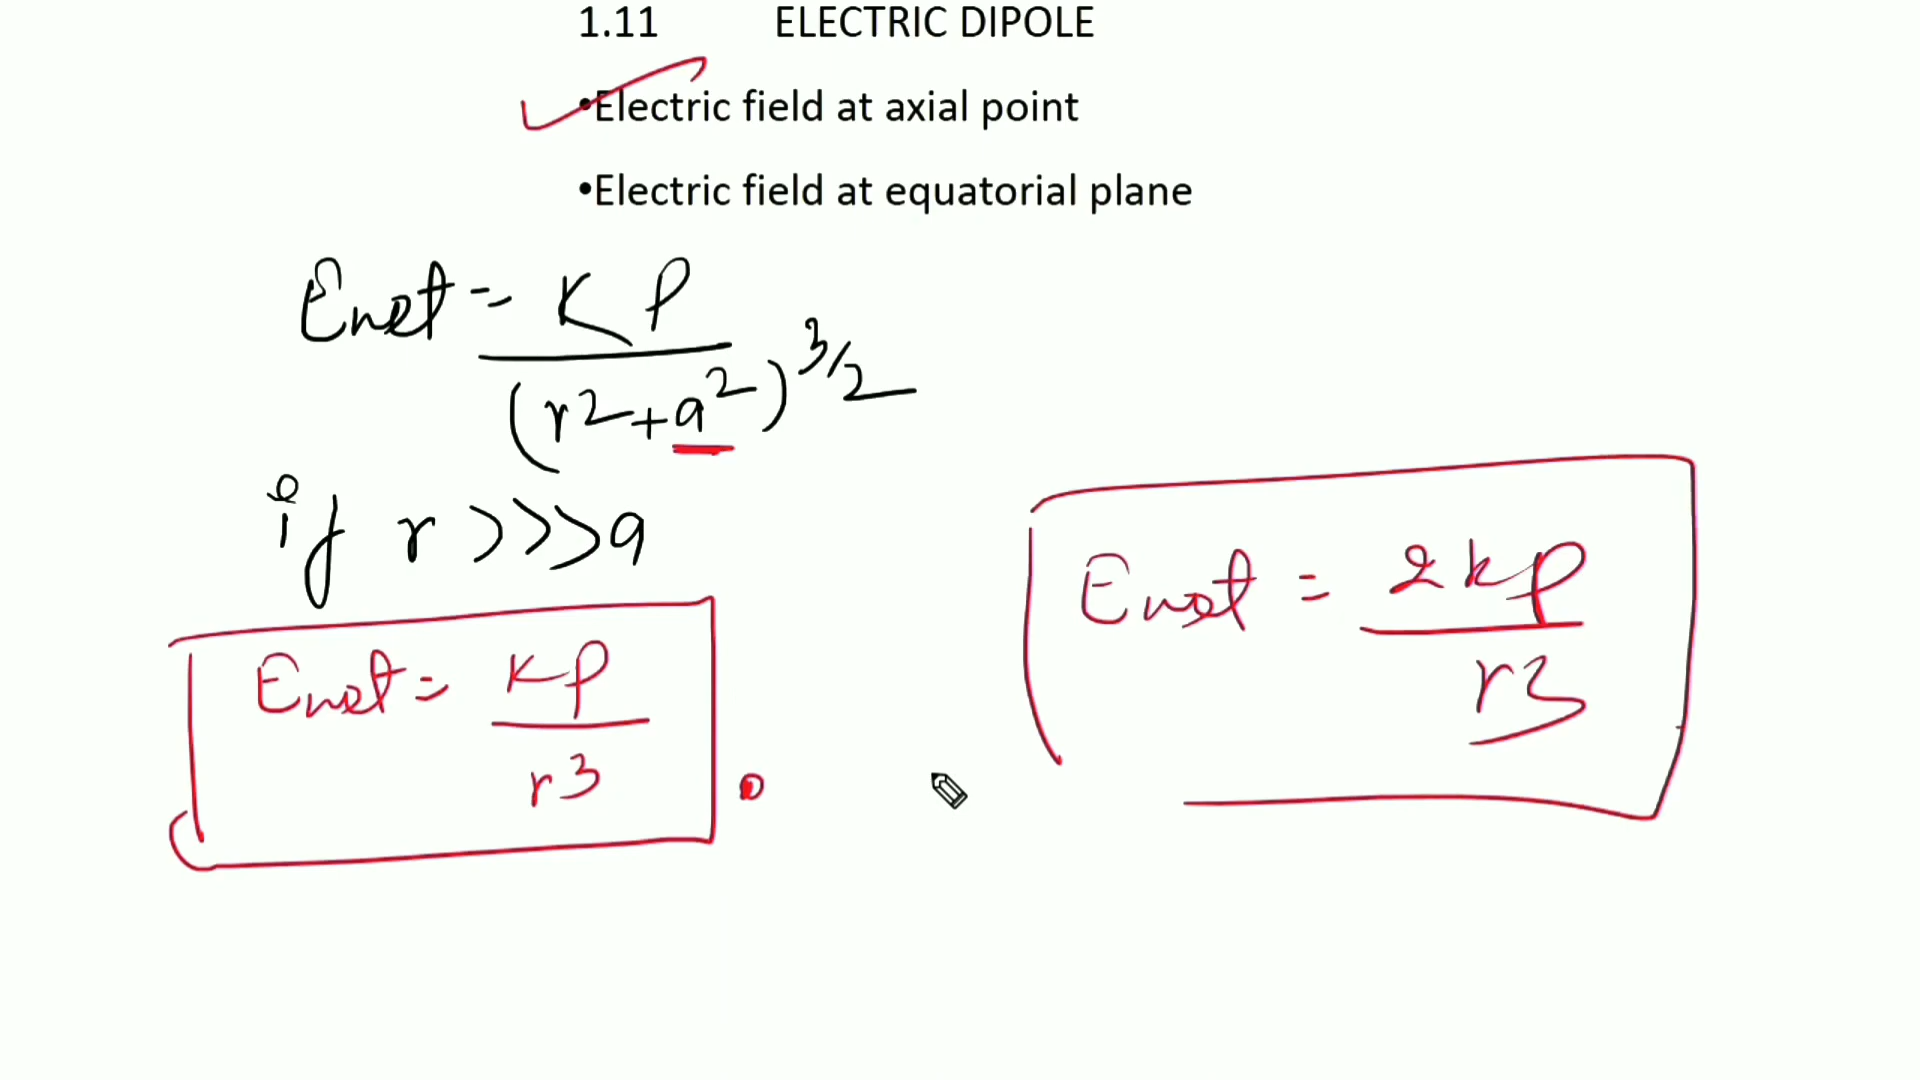 1.11 ELECTRIC DIPOLE
•Electric field at axial point
•Electric field at equatorial plane
Enet = KP
(r2+a2)3/2
if r >>>a
Enet = KP
r3
Enet = 2kp
r3